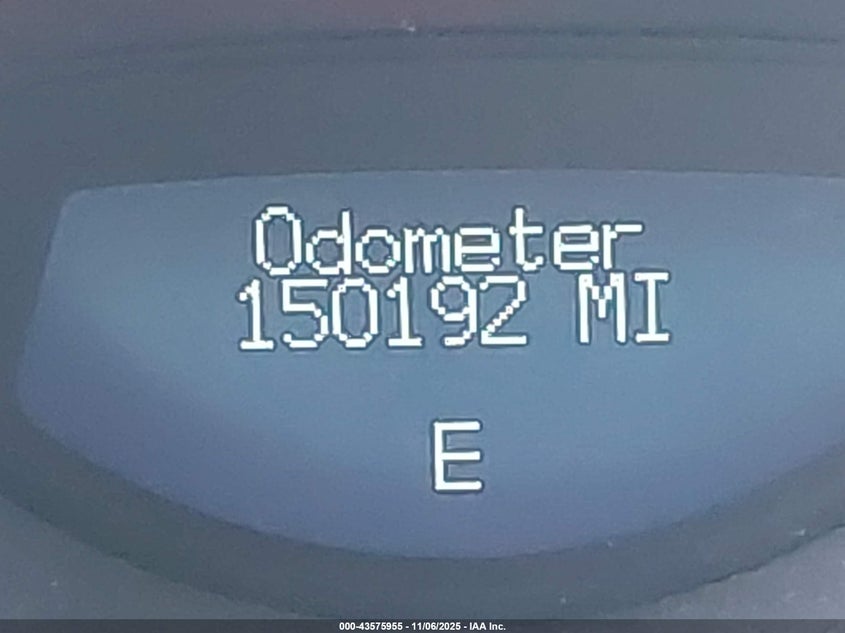 Odometer
150192 MI
E
000-43575955 - 11/06/2025 - IAA Inc.